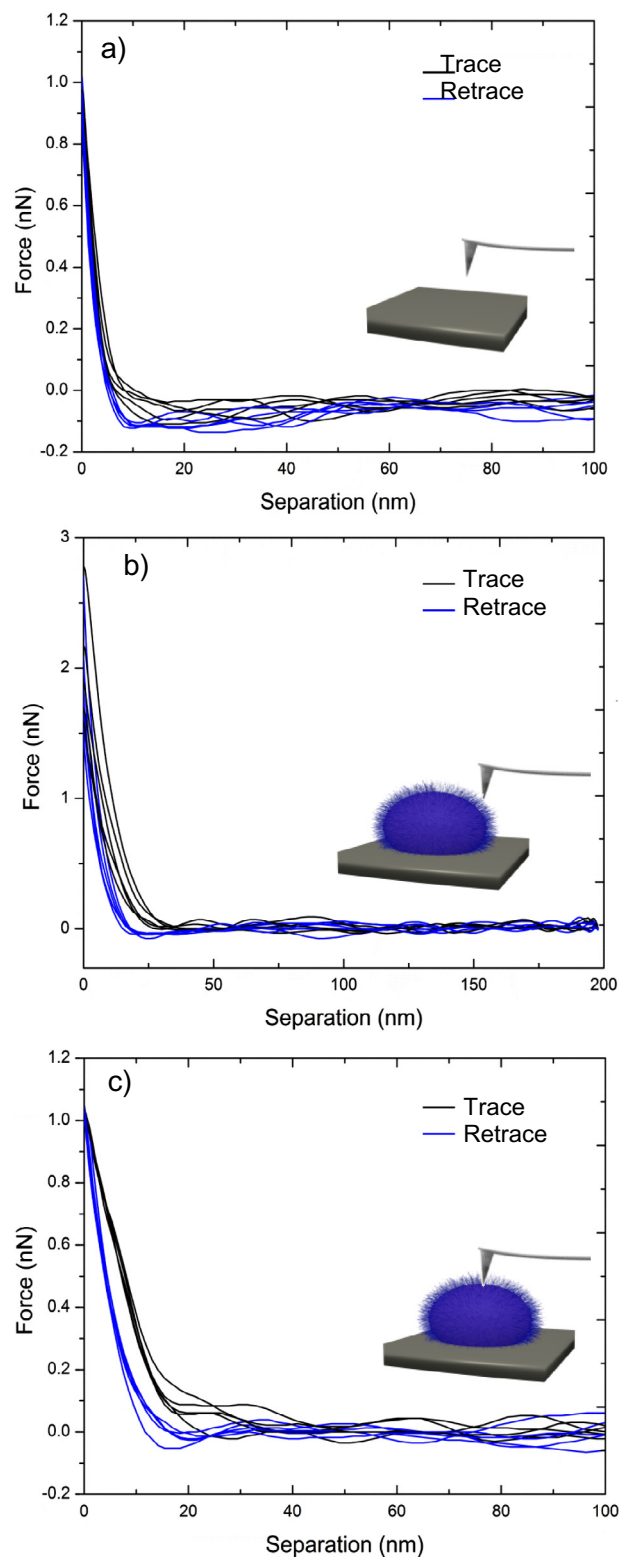 a)
Trace
Retrace
1.2
1.0
0.8
0.6
0.4
0.2
0.0
-0.2
Force (nN)
0
20
40
60
80
100
Separation (nm)
b)
Trace
Retrace
3
2
1
0
Force (nN)
0
50
100
150
200
Separation (nm)
c)
Trace
Retrace
1.2
1.0
0.8
0.6
0.4
0.2
0.0
-0.2
Force (nN)
0
20
40
60
80
100
Separation (nm)